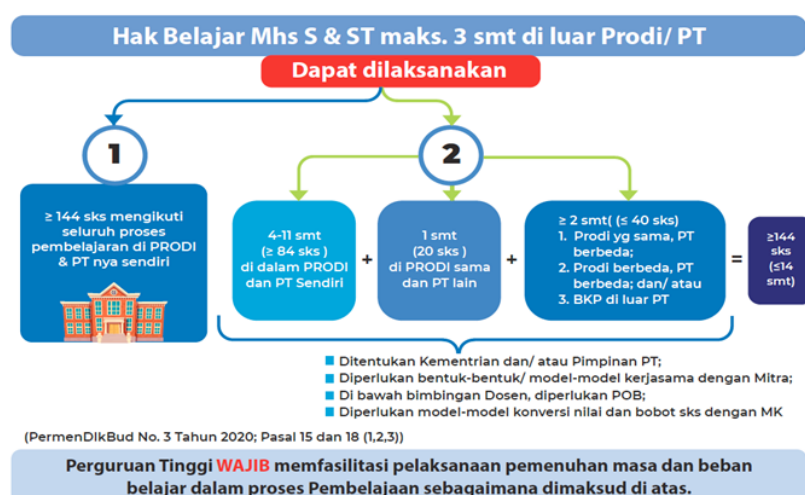 Hak Belajar Mhs S & ST maks. 3 smt di luar Prodi/ PT
Dapat dilaksanakan
1
2
≥ 144 sks mengikuti
seluruh proses
pembelajaran di PRODI
& PT nya sendiri
4-11 smt
(≥ 84 sks )
di dalam PRODI
dan PT Sendiri
+
1 smt
(20 sks )
di PRODI sama
dan PT lain
+
≥ 2 smt( (≤ 40 sks)
1. Prodi yg sama, PT
berbeda;
2. Prodi berbeda, PT
berbeda; dan/ atau
3. BKP di luar PT
=
≥144
sks
(≤14
smt)
Ditentukan Kementrian dan/ atau Pimpinan PT;
Diperlukan bentuk-bentuk/ model-model kerjasama dengan Mitra;
Di bawah bimbingan Dosen, diperlukan POB;
Diperlukan model-model konversi nilai dan bobot sks dengan MK
(PermenDIkBud No. 3 Tahun 2020; Pasal 15 dan 18 (1,2,3))
Perguruan Tinggi WAJIB memfasilitasi pelaksanaan pemenuhan masa dan beban
belajar dalam proses Pembelajaan sebagaimana dimaksud di atas.